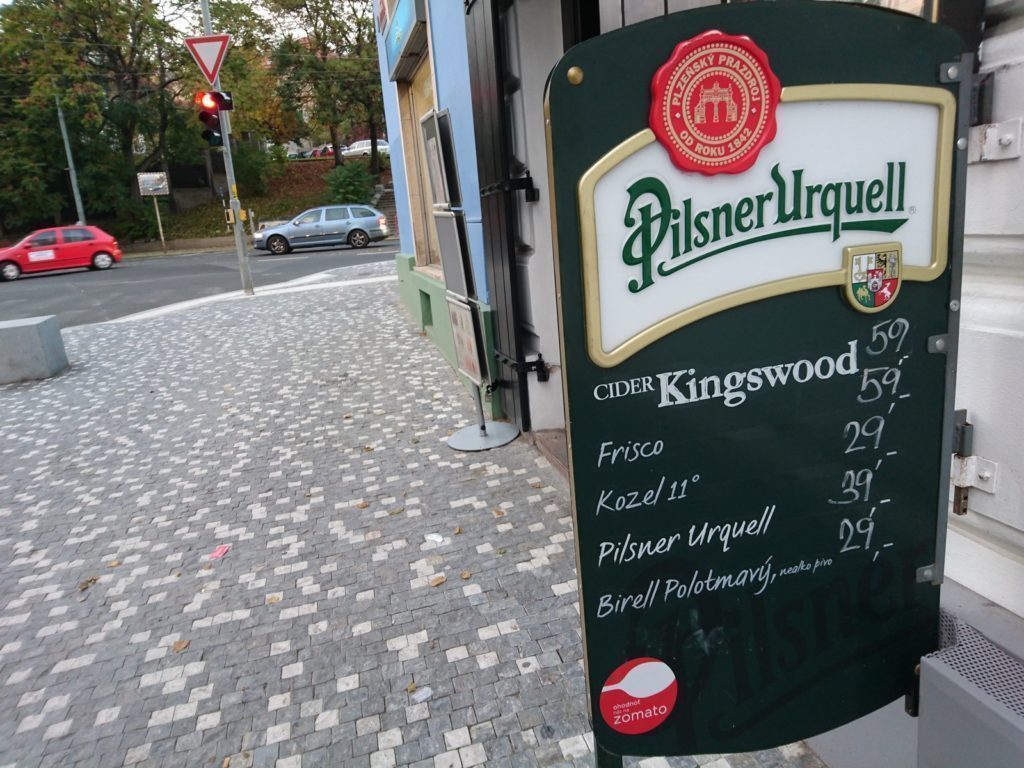 PLZEŇSKÝ PRAZDROJ
OD ROKU 1842
Pilsner Urquell ®
CIDER Kingswood 59
Frisco 59,-
Kozel 11° 29,-
Pilsner Urquell 39,-
Birell Polotmavý, nealko pivo 29,-
Pilsner
ohodnoť
nás na
zomato